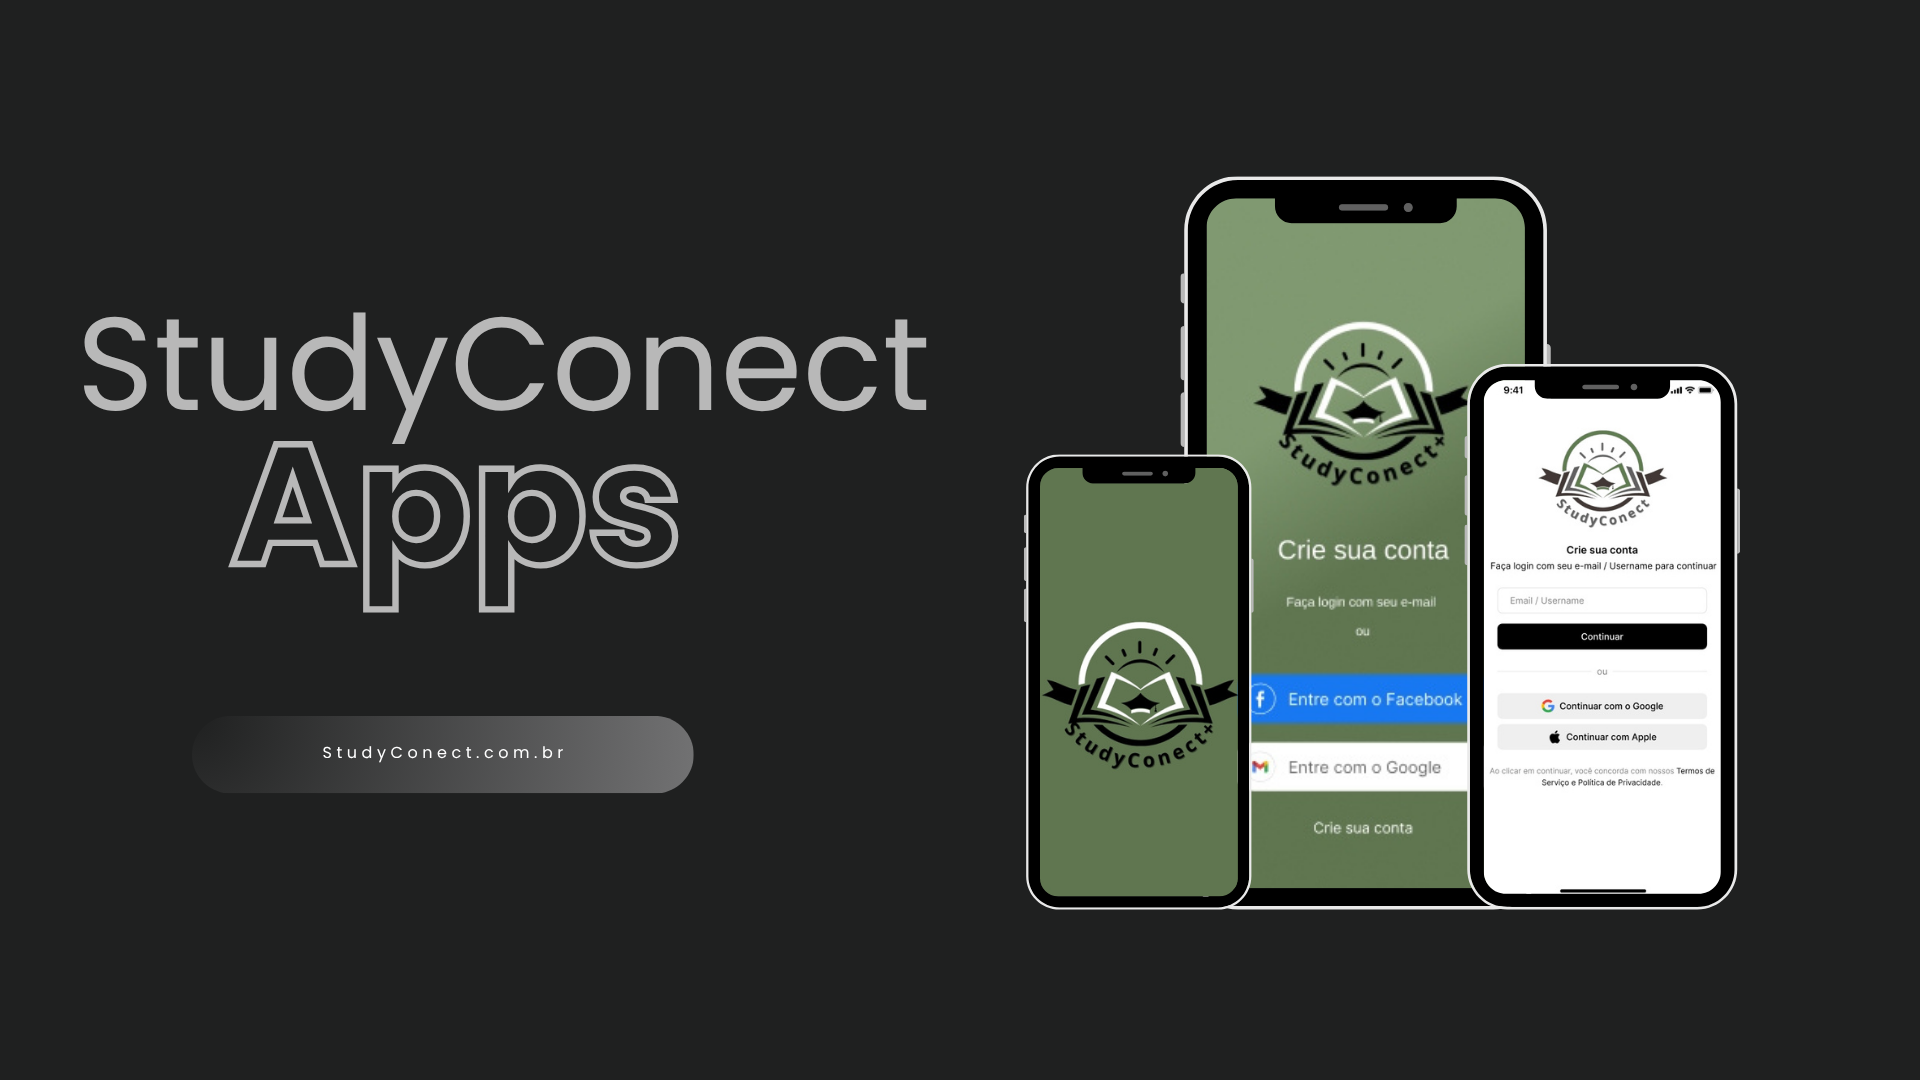 StudyConect
Apps
StudyConect.com.br
StudyConect+
StudyConect+
Crie sua conta
Faça login com seu e-mail
ou
Entre com o Facebook
Entre com o Google
Crie sua conta
9:41
StudyConect
Crie sua conta
Faça login com seu e-mail / Username para continuar
Email / Username
Continuar
ou
Continuar com o Google
Continuar com Apple
Ao clicar em continuar, você concorda com nossos Termos de
Serviço e Política de Privacidade.